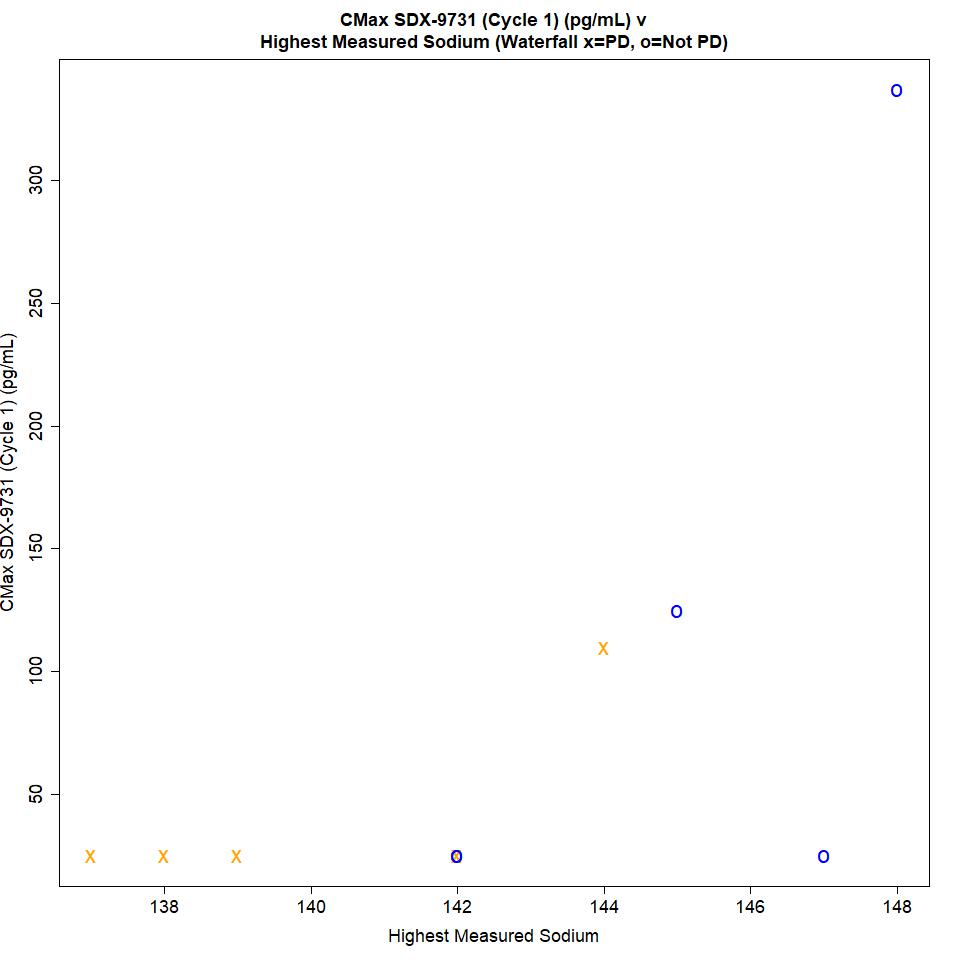 CMax SDX-9731 (Cycle 1) (pg/mL) v
Highest Measured Sodium (Waterfall x=PD, o=Not PD)
CMax SDX-9731 (Cycle 1) (pg/mL)
300
250
200
150
100
50
138 140 142 144 146 148
Highest Measured Sodium